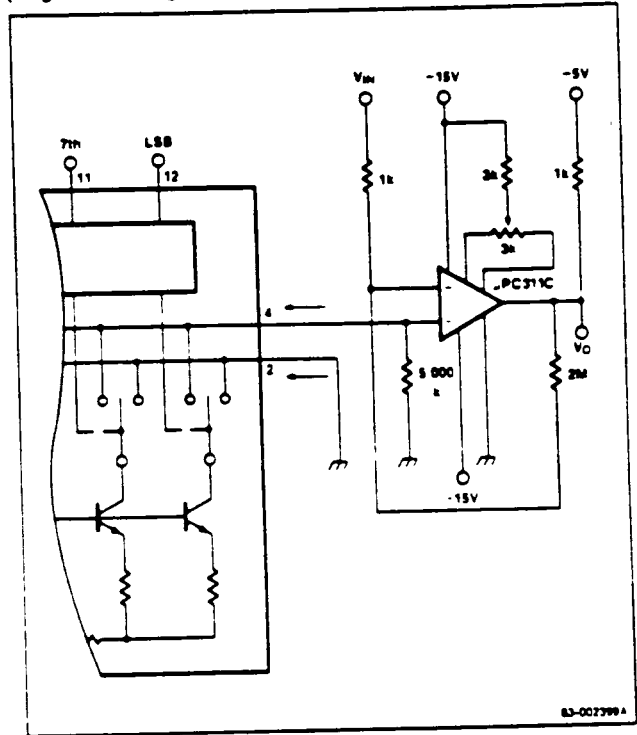 VIN
-15V
-5V
7th
LSB
11
12
1k
3k
1k
3k
μPC311C
4
2
5 000
k
VO
2M
-15V
83-002399A